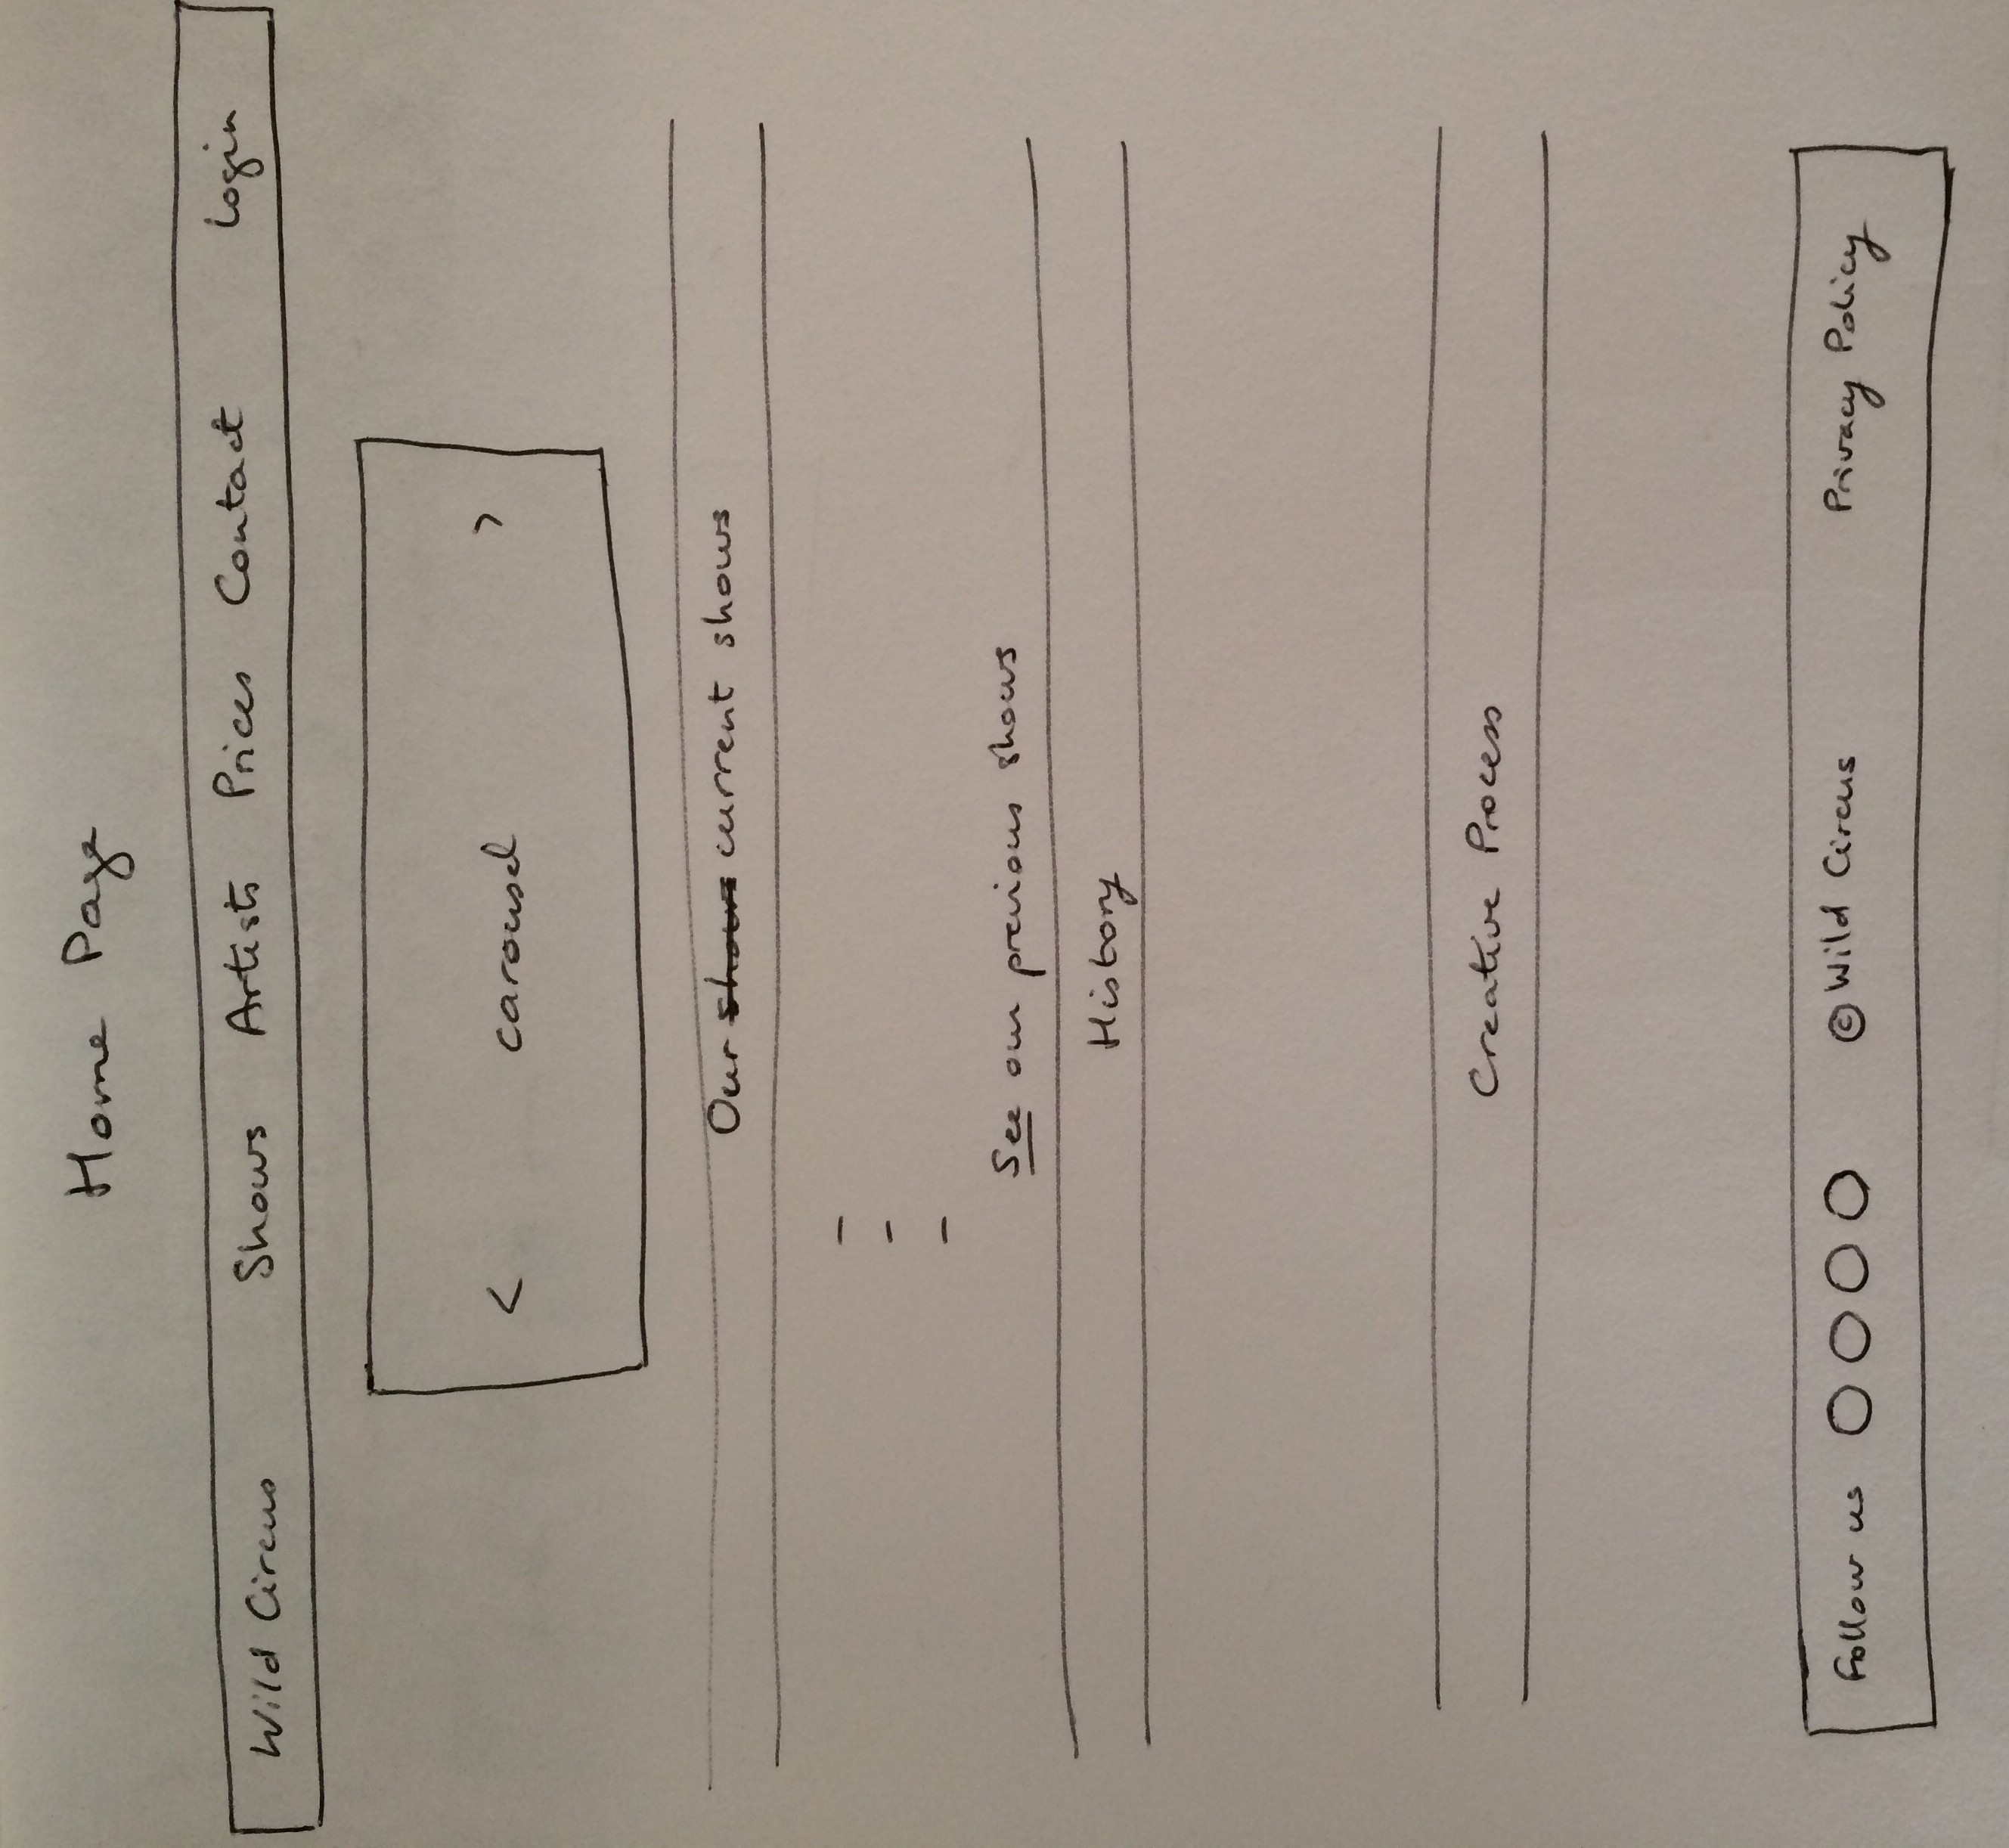 Home Page
Wild Circus Shows Artists Prices Contact Login
< carousel >
Our shows current shows
-
-
-
See our previous shows
History
Creative Process
Follow us © Wild Circus Privacy Policy